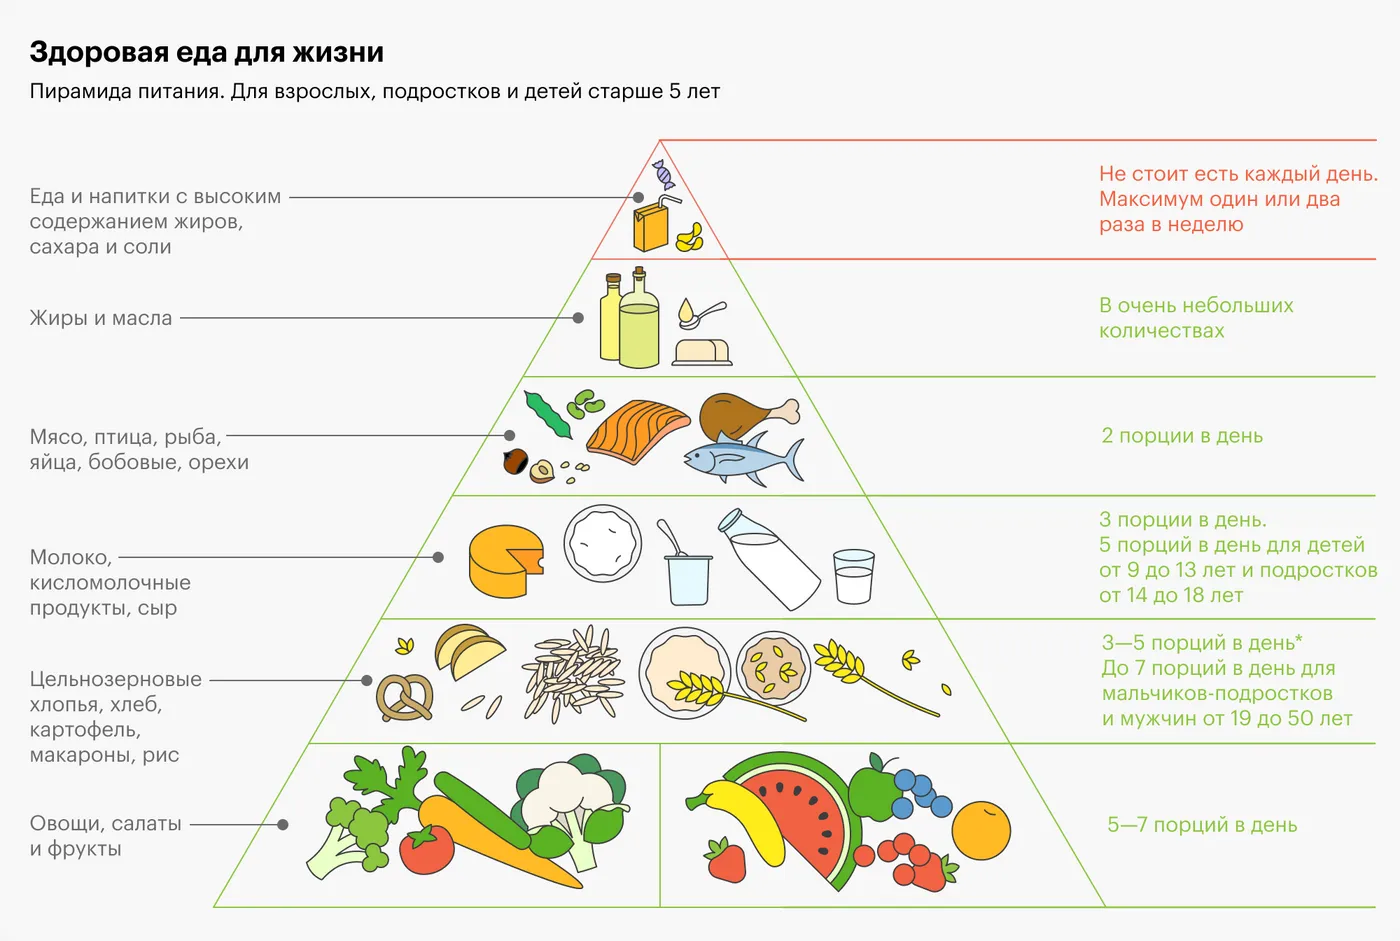 Здоровая еда для жизни
Пирамида питания. Для взрослых, подростков и детей старше 5 лет
Еда и напитки с высоким
содержанием жиров,
сахара и соли
Не стоит есть каждый день.
Максимум один или два
раза в неделю
Жиры и масла
В очень небольших
количествах
Мясо, птица, рыба,
яйца, бобовые, орехи
2 порции в день
Молоко,
кисломолочные
продукты, сыр
3 порции в день.
5 порций в день для детей
от 9 до 13 лет и подростков
от 14 до 18 лет
Цельнозерновые
хлопья, хлеб,
картофель,
макароны, рис
3—5 порций в день*
До 7 порций в день для
мальчиков-подростков
и мужчин от 19 до 50 лет
Овощи, салаты
и фрукты
5—7 порций в день